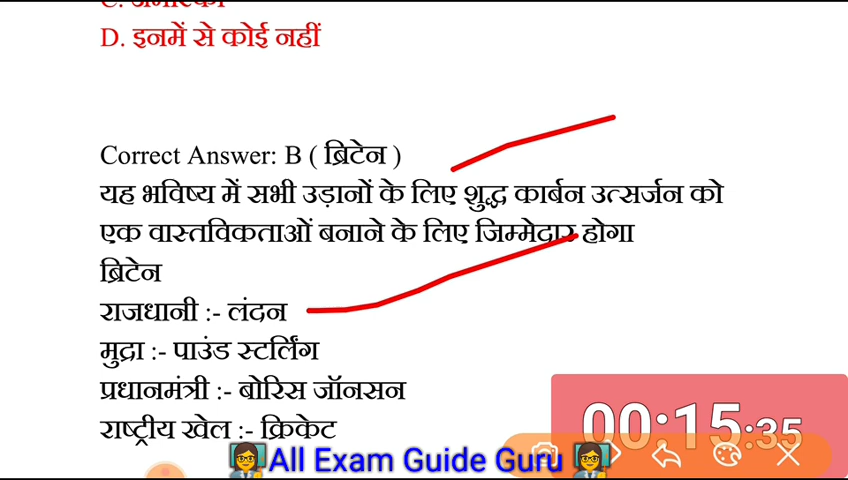 C. अमेरिका
D. इनमें से कोई नहीं
Correct Answer: B ( ब्रिटेन )
यह भविष्य में सभी उड़ानों के लिए शुद्ध कार्बन उत्सर्जन को
एक वास्तविकताओं बनाने के लिए जिम्मेदार होगा
ब्रिटेन
राजधानी :- लंदन
मुद्रा :- पाउंड स्टर्लिंग
प्रधानमंत्री :- बोरिस जॉनसन
राष्ट्रीय खेल :- क्रिकेट
00:15:35
All Exam Guide Guru